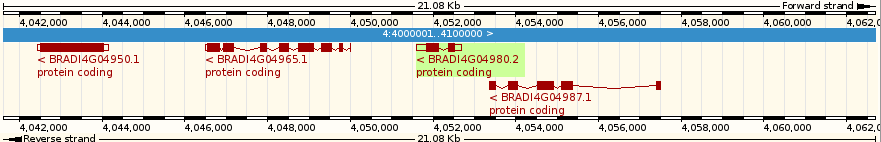 21.08 Kb Forward strand
4,042,000 4,044,000 4,046,000 4,048,000 4,050,000 4,052,000 4,054,000 4,056,000 4,058,000 4,060,000 4,062,
4:4000001..4100000 >
< BRADI4G04950.1 < BRADI4G04965.1 < BRADI4G04980.2
protein coding protein coding protein coding
< BRADI4G04987.1
protein coding
4,042,000 4,044,000 4,046,000 4,048,000 4,050,000 4,052,000 4,054,000 4,056,000 4,058,000 4,060,000 4,062,
Reverse strand 21.08 Kb